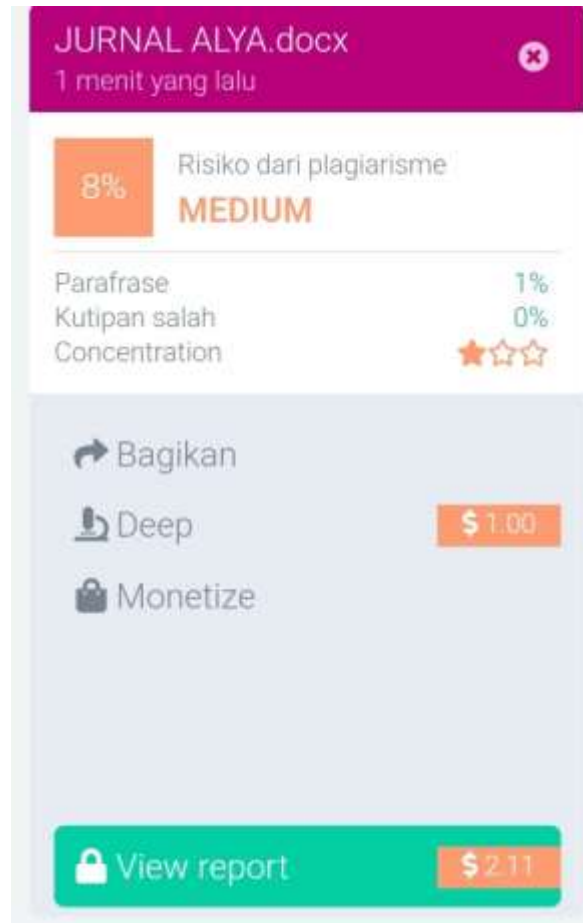 JURNAL ALYA.docx
1 menit yang lalu
8%
Risiko dari plagiarisme
MEDIUM
Parafrase 1%
Kutipan salah 0%
Concentration
Bagikan
Deep $ 1.00
Monetize
View report $ 2.11